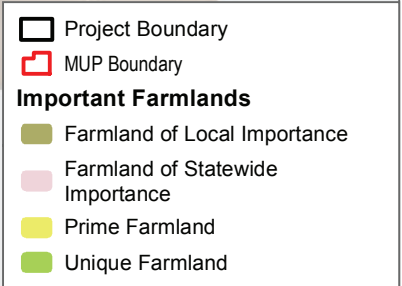 Project Boundary
MUP Boundary
Important Farmlands
Farmland of Local Importance
Farmland of Statewide
Importance
Prime Farmland
Unique Farmland